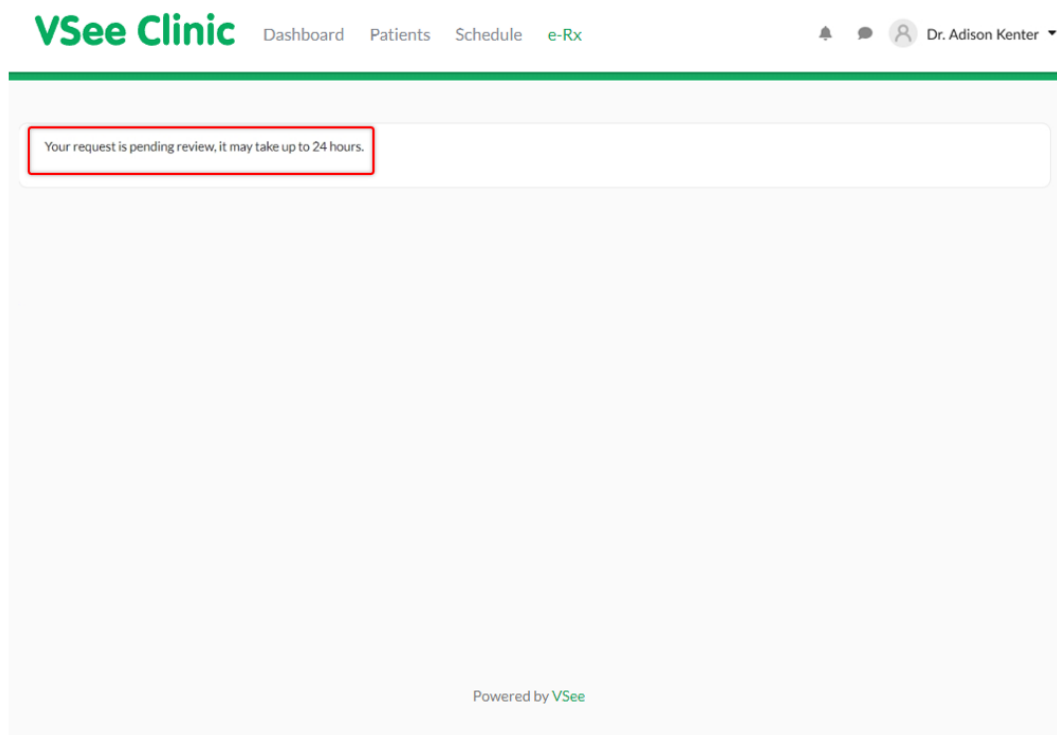 VSee Clinic Dashboard Patients Schedule e-Rx Dr. Adison Kenter
Your request is pending review, it may take up to 24 hours.
Powered by VSee